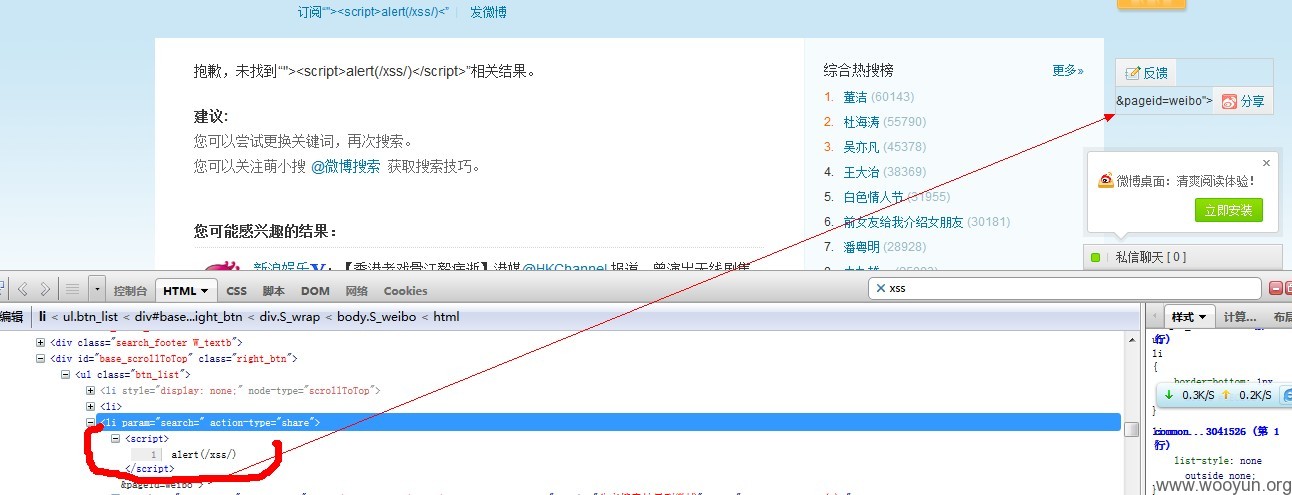 订阅“"><script>alert(/xss/)<” 发微博
抱歉，未找到“"><script>alert(/xss/)</script>”相关结果。
建议:
您可以尝试更换关键词，再次搜索。
您可以关注萌小搜 @微博搜索 获取搜索技巧。
您可能感兴趣的结果:
新浪娱乐V:【香港老戏骨江毅病逝】港媒@HKChannel 报道，曾演出无线剧集
综合热搜榜 更多»
1. 董洁 (60143)
2. 杜海涛 (55790)
3. 吴亦凡 (45378)
4. 王大治 (38369)
5. 白色情人节 (31955)
6. 前女友给我介绍女朋友 (30181)
7. 潘粤明 (28928)
反馈
&pageid=weibo"> 分享
微博桌面：清爽阅读体验!
立即安装
私信聊天 [ 0 ]
控制台 HTML CSS 脚本 DOM 网络 Cookies
xss
编辑 li < ul.btn_list < div#base...ight_btn < div.S_wrap < body.S_weibo < html
样式 计算... 布局
<div class="search_footer W_textb">
<div id="base_scrollToTop" class="right_btn">
<ul class="btn_list">
<li style="display: none;" node-type="scrollToTop">
<li>
<li param="search=" action-type="share">
<script>
1 alert(/xss/)
</script>
&pageid=weibo">
行)
li
{
border-bottom: 1px
0.3K/S 0.2K/S
}
common...3041526 (第 1
行)
list-style: none
outside none;
}
www.wooyun.org